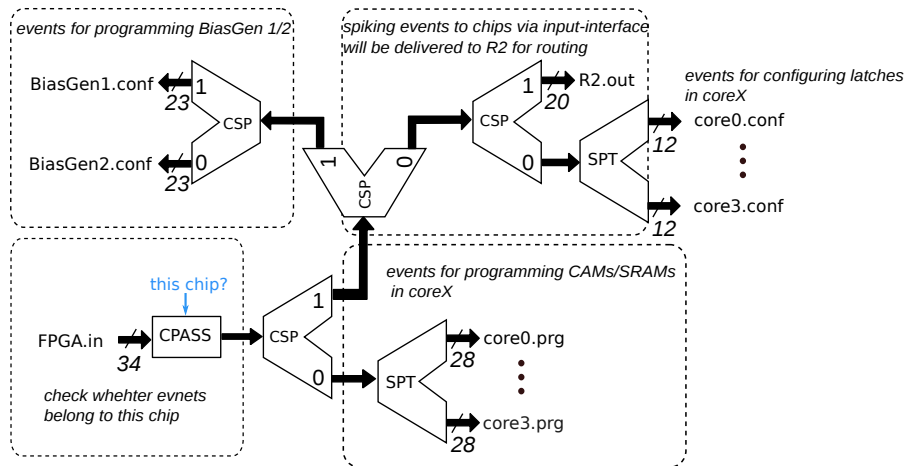 events for programming BiasGen 1/2
spiking events to chips via input-interface
will be delivered to R2 for routing
BiasGen1.conf
23
1
CSP
BiasGen2.conf
23
0
1
0
CSP
1
CSP
0
20
R2.out
SPT
events for configuring latches
in coreX
12
core0.conf
12
core3.conf
this chip?
FPGA.in
34
CPASS
check whehter evnets
belong to this chip
CSP
1
0
events for programming CAMs/SRAMs
in coreX
SPT
28
core0.prg
28
core3.prg